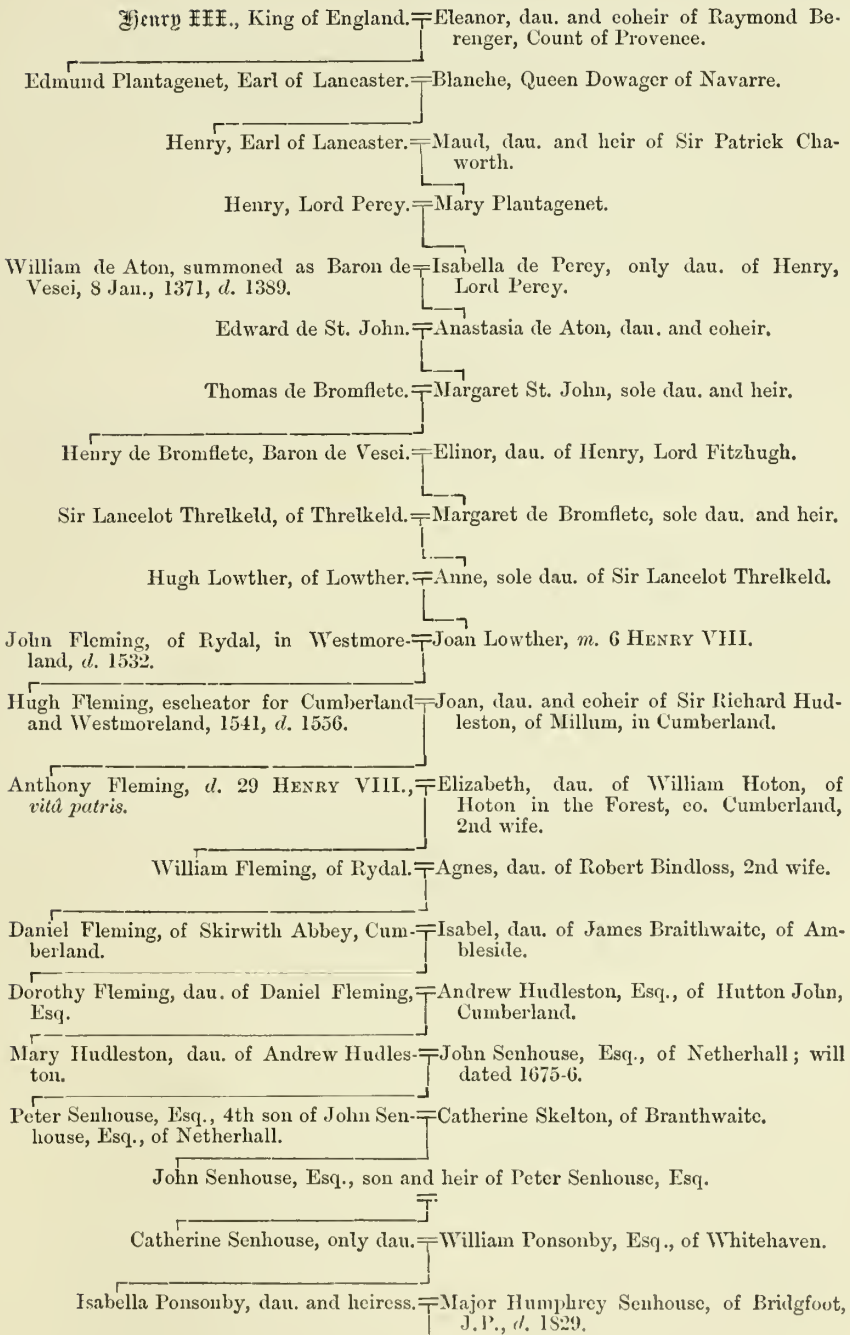 Henry III., King of England.=Eleanor, dau. and coheir of Raymond Be-
renger, Count of Provence.
Edmund Plantagenet, Earl of Lancaster.=Blanche, Queen Dowager of Navarre.
Henry, Earl of Lancaster.=Maud, dau. and heir of Sir Patrick Cha-
worth.
Henry, Lord Percy.=Mary Plantagenet.
William de Aton, summoned as Baron de
Vesci, 8 Jan., 1371, d. 1389.
=Isabella de Percy, only dau. of Henry,
Lord Percy.
Edward de St. John.=Anastasia de Aton, dau. and coheir.
Thomas de Bromflete.=Margaret St. John, sole dau. and heir.
Henry de Bromflete, Baron de Vesci.=Elinor, dau. of Henry, Lord Fitzhugh.
Sir Lancelot Threlkeld, of Threlkeld.=Margaret de Bromflete, sole dau. and heir.
Hugh Lowther, of Lowther.=Anne, sole dau. of Sir Lancelot Threlkeld.
John Fleming, of Rydal, in Westmore-
land, d. 1532.
=Joan Lowther, m. 6 HENRY VIII.
Hugh Fleming, escheator for Cumberland
and Westmoreland, 1541, d. 1556.
=Joan, dau. and coheir of Sir Richard Hud-
leston, of Millum, in Cumberland.
Anthony Fleming, d. 29 HENRY VIII.,
vitâ patris.
=Elizabeth, dau. of William Hoton, of
Hoton in the Forest, co. Cumberland,
2nd wife.
William Fleming, of Rydal.=Agnes, dau. of Robert Bindloss, 2nd wife.
Daniel Fleming, of Skirwith Abbey, Cum-
berland.
=Isabel, dau. of James Braithwaite, of Am-
bleside.
Dorothy Fleming, dau. of Daniel Fleming,
Esq.
=Andrew Hudleston, Esq., of Hutton John,
Cumberland.
Mary Hudleston, dau. of Andrew Hudles-
ton.
=John Senhouse, Esq., of Netherhall; will
dated 1675-6.
Peter Senhouse, Esq., 4th son of John Sen-
house, Esq., of Netherhall.
=Catherine Skelton, of Branthwaite.
John Senhouse, Esq., son and heir of Peter Senhouse, Esq.
Catherine Senhouse, only dau.=William Ponsonby, Esq., of Whitehaven.
Isabella Ponsonby, dau. and heiress.=Major Humphrey Senhouse, of Bridgfoot,
J.P., d. 1829.